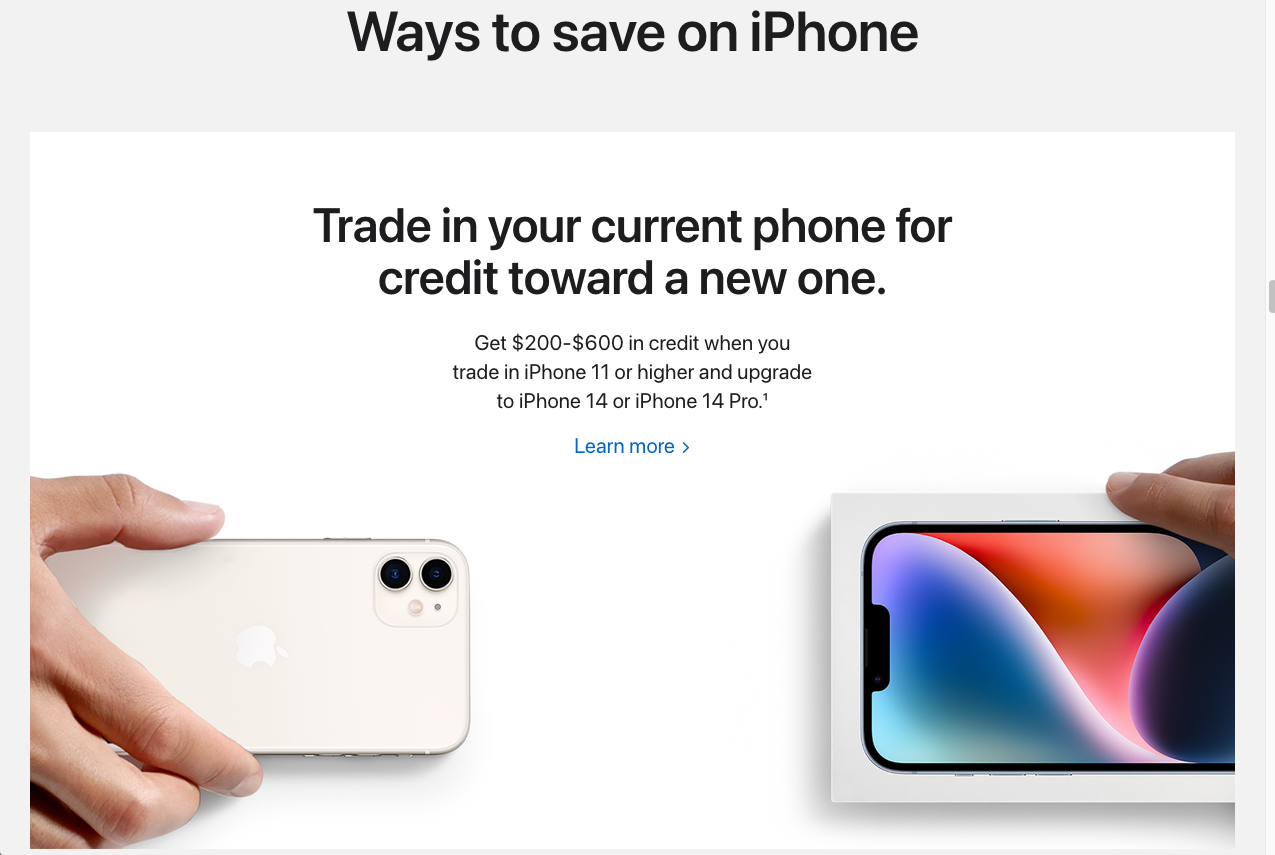 Ways to save on iPhone
Trade in your current phone for
credit toward a new one.
Get $200-$600 in credit when you
trade in iPhone 11 or higher and upgrade
to iPhone 14 or iPhone 14 Pro.¹
Learn more >